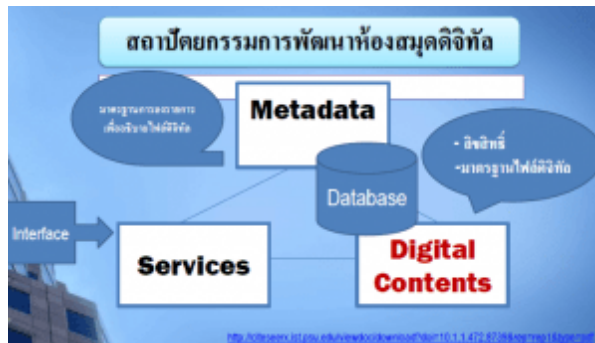 สถาปัตยกรรมการพัฒนาห้องสมุดดิจิทัล
มาตรฐานการลงรายการ
เพื่ออธิบายไฟล์ดิจิทัล
Metadata
- ลิขสิทธิ์
-มาตรฐานไฟล์ดิจิทัล
Database
Interface
Services
Digital
Contents